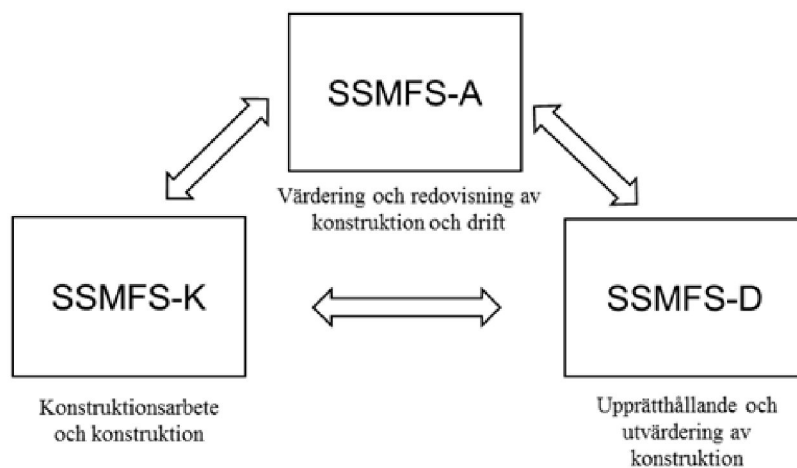 SSMFS-A
Värdering och redovisning av
konstruktion och drift
SSMFS-K
Konstruktionsarbete
och konstruktion
SSMFS-D
Upprätthållande och
utvärdering av
konstruktion